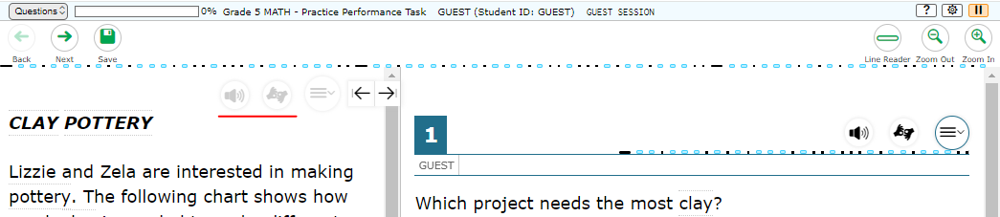 Questions 0% Grade 5 MATH - Practice Performance Task GUEST (Student ID: GUEST) GUEST SESSION ?
Back Next Save Line Reader Zoom Out Zoom In
CLAY POTTERY
Lizzie and Zela are interested in making
pottery. The following chart shows how
1
GUEST
Which project needs the most clay?